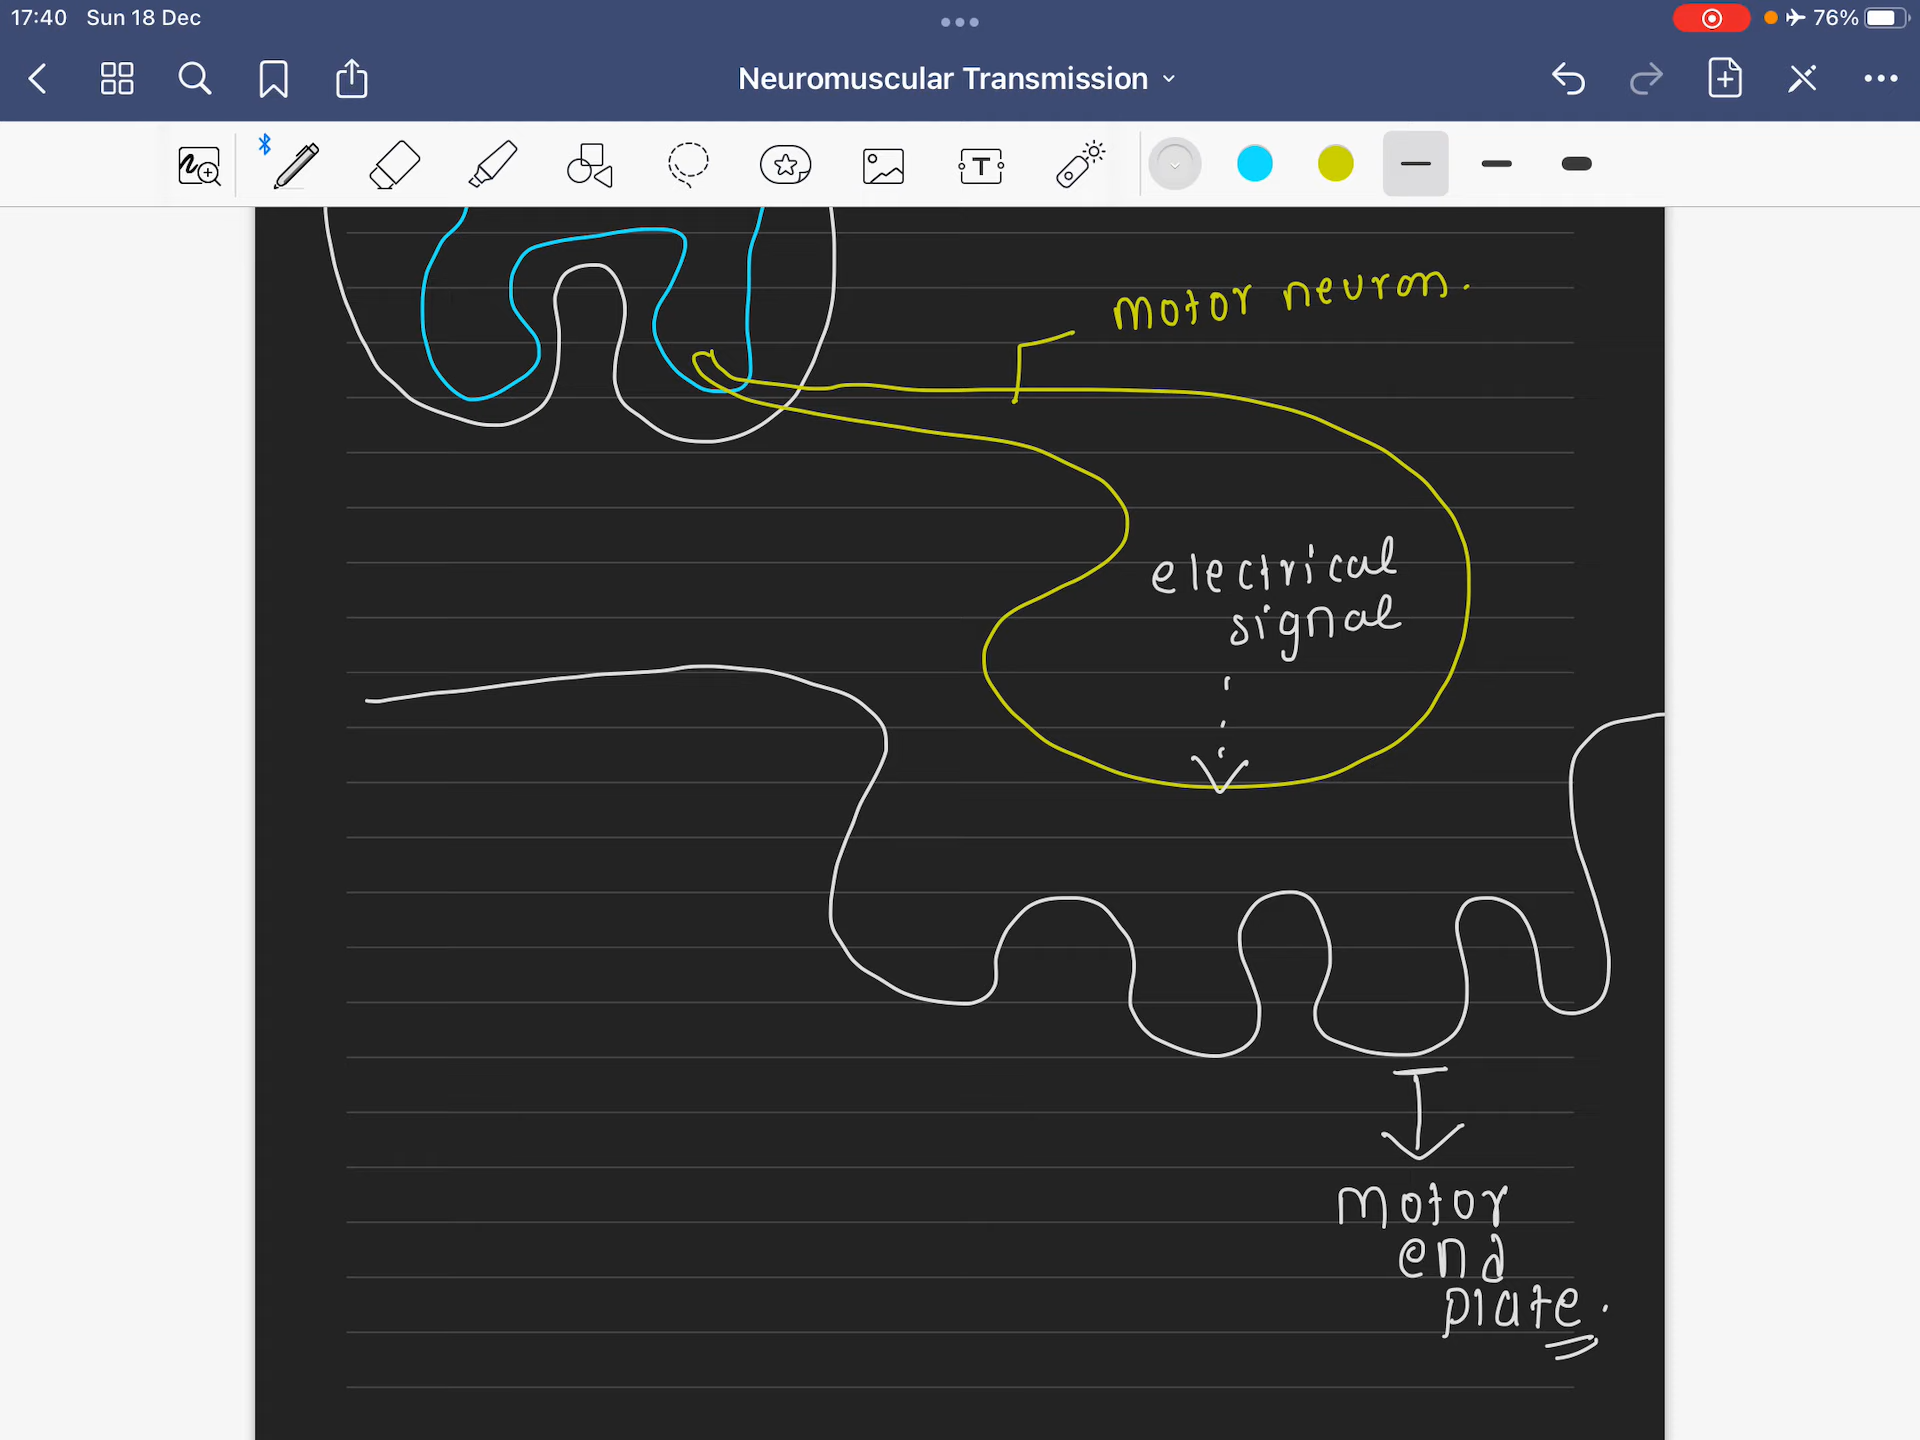 17:40 Sun 18 Dec
76%
Neuromuscular Transmission
T
motor neuron.
electrical
signal
motor
end
plate.